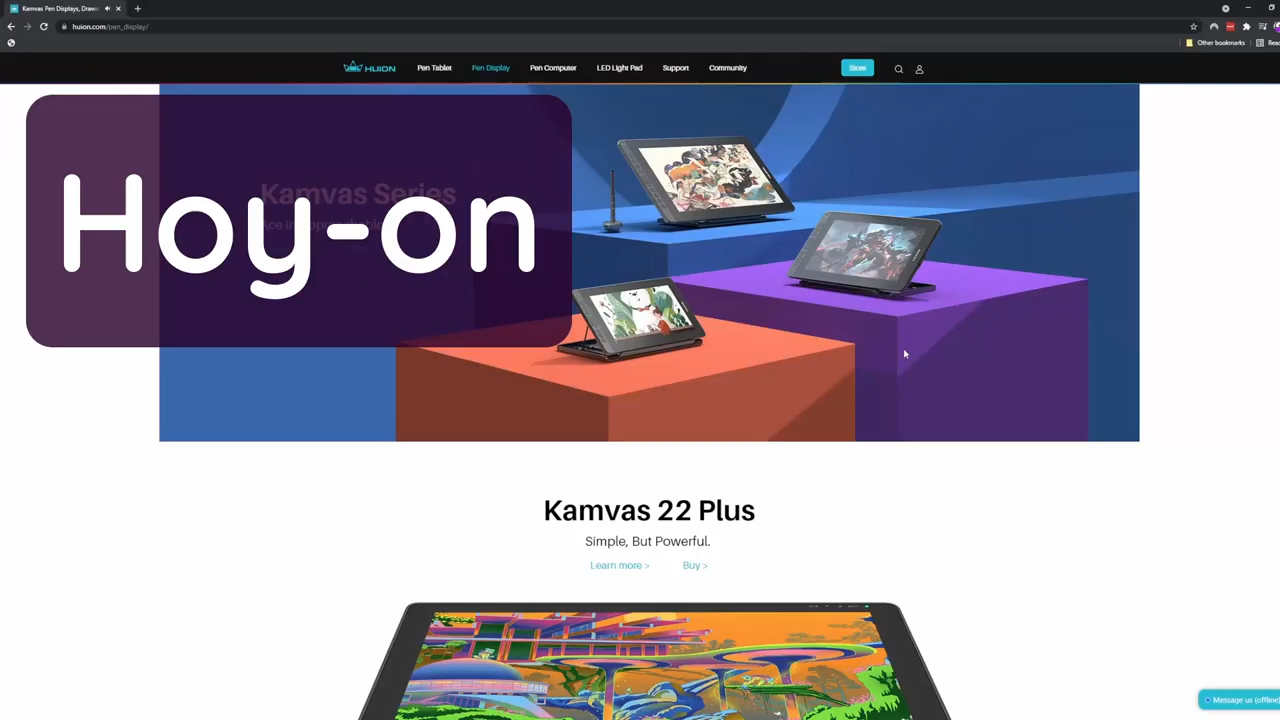 Kamvas Pen Displays, Drawi
huion.com/pen_display/
Other bookmarks
HUION
Pen Tablet
Pen Display
Pen Computer
LED Light Pad
Support
Community
Store
Kamvas Series
Hoy-on
Kamvas 22 Plus
Simple, But Powerful.
Learn more >
Buy >
Message us (offline)